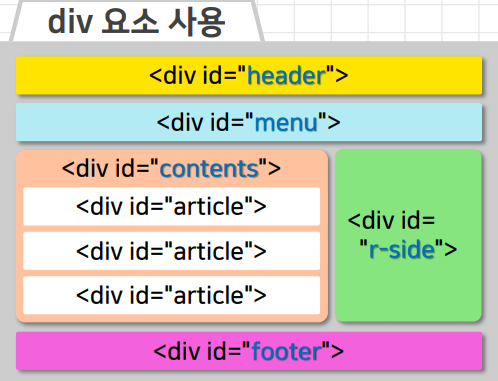 div 요소 사용
<div id="header">
<div id="menu">
<div id="contents">
<div id="article">
<div id="article">
<div id="article">
<div id=
"r-side">
<div id="footer">